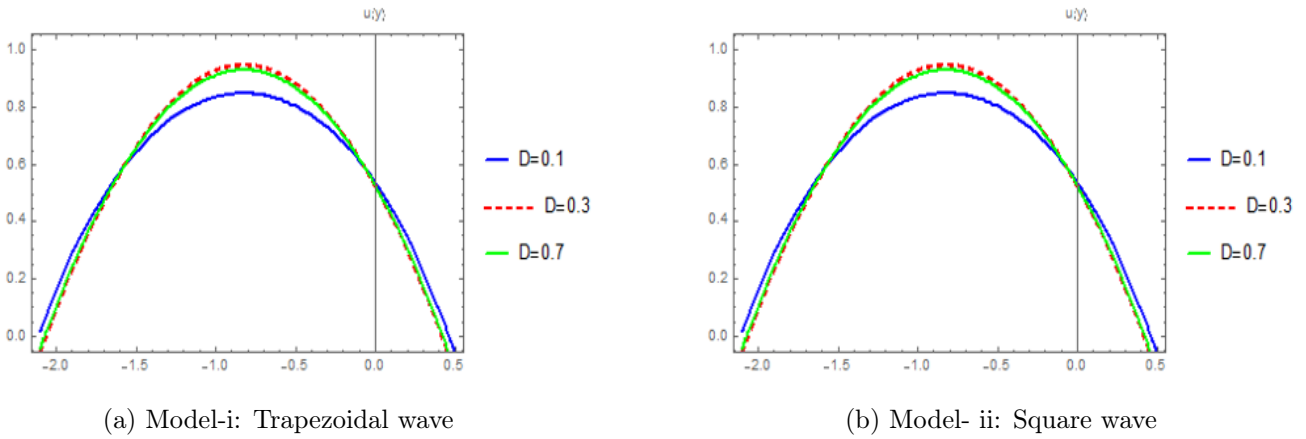 u(y)
1.0
0.8
0.6
0.4
0.2
0.0
-2.0 -1.5 -1.0 -0.5 0.0 0.5
D=0.1
D=0.3
D=0.7
(a) Model-i: Trapezoidal wave
u(y)
1.0
0.8
0.6
0.4
0.2
0.0
-2.0 -1.5 -1.0 -0.5 0.0 0.5
D=0.1
D=0.3
D=0.7
(b) Model- ii: Square wave